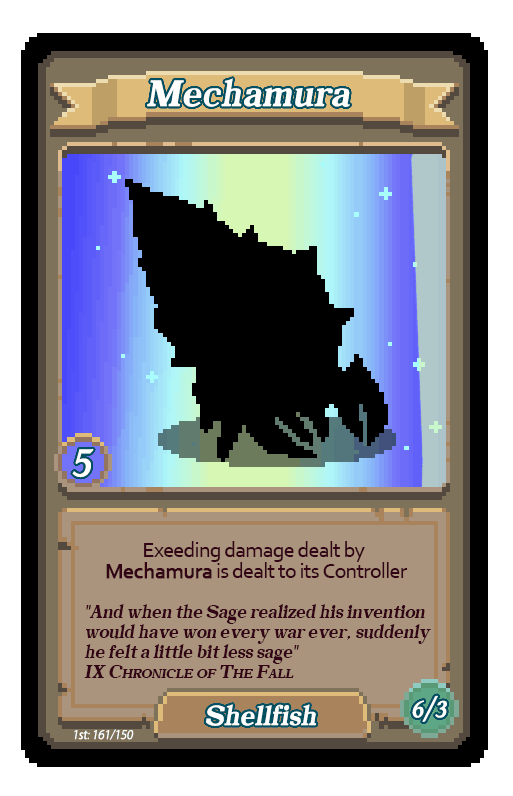 Mechamura
5
Exeeding damage dealt by
Mechamura is dealt to its Controller
"And when the Sage realized his invention
would have won every war ever, suddenly
he felt a little bit less sage"
IX Chronicle of The Fall
6/3
Shellfish
1st: 161/150